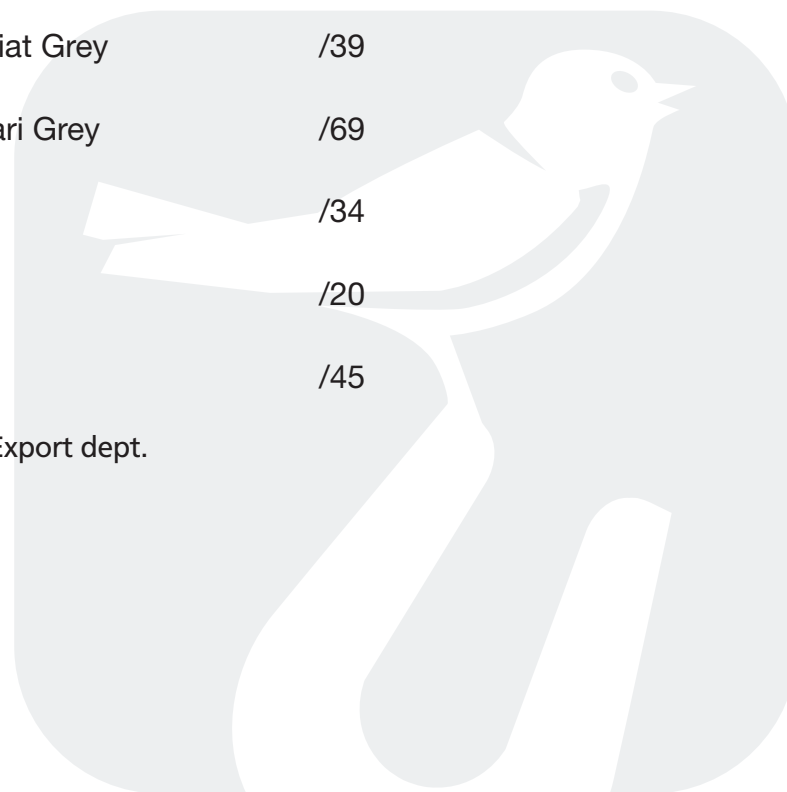 iat Grey /39
ari Grey /69
/34
/20
/45
Export dept.